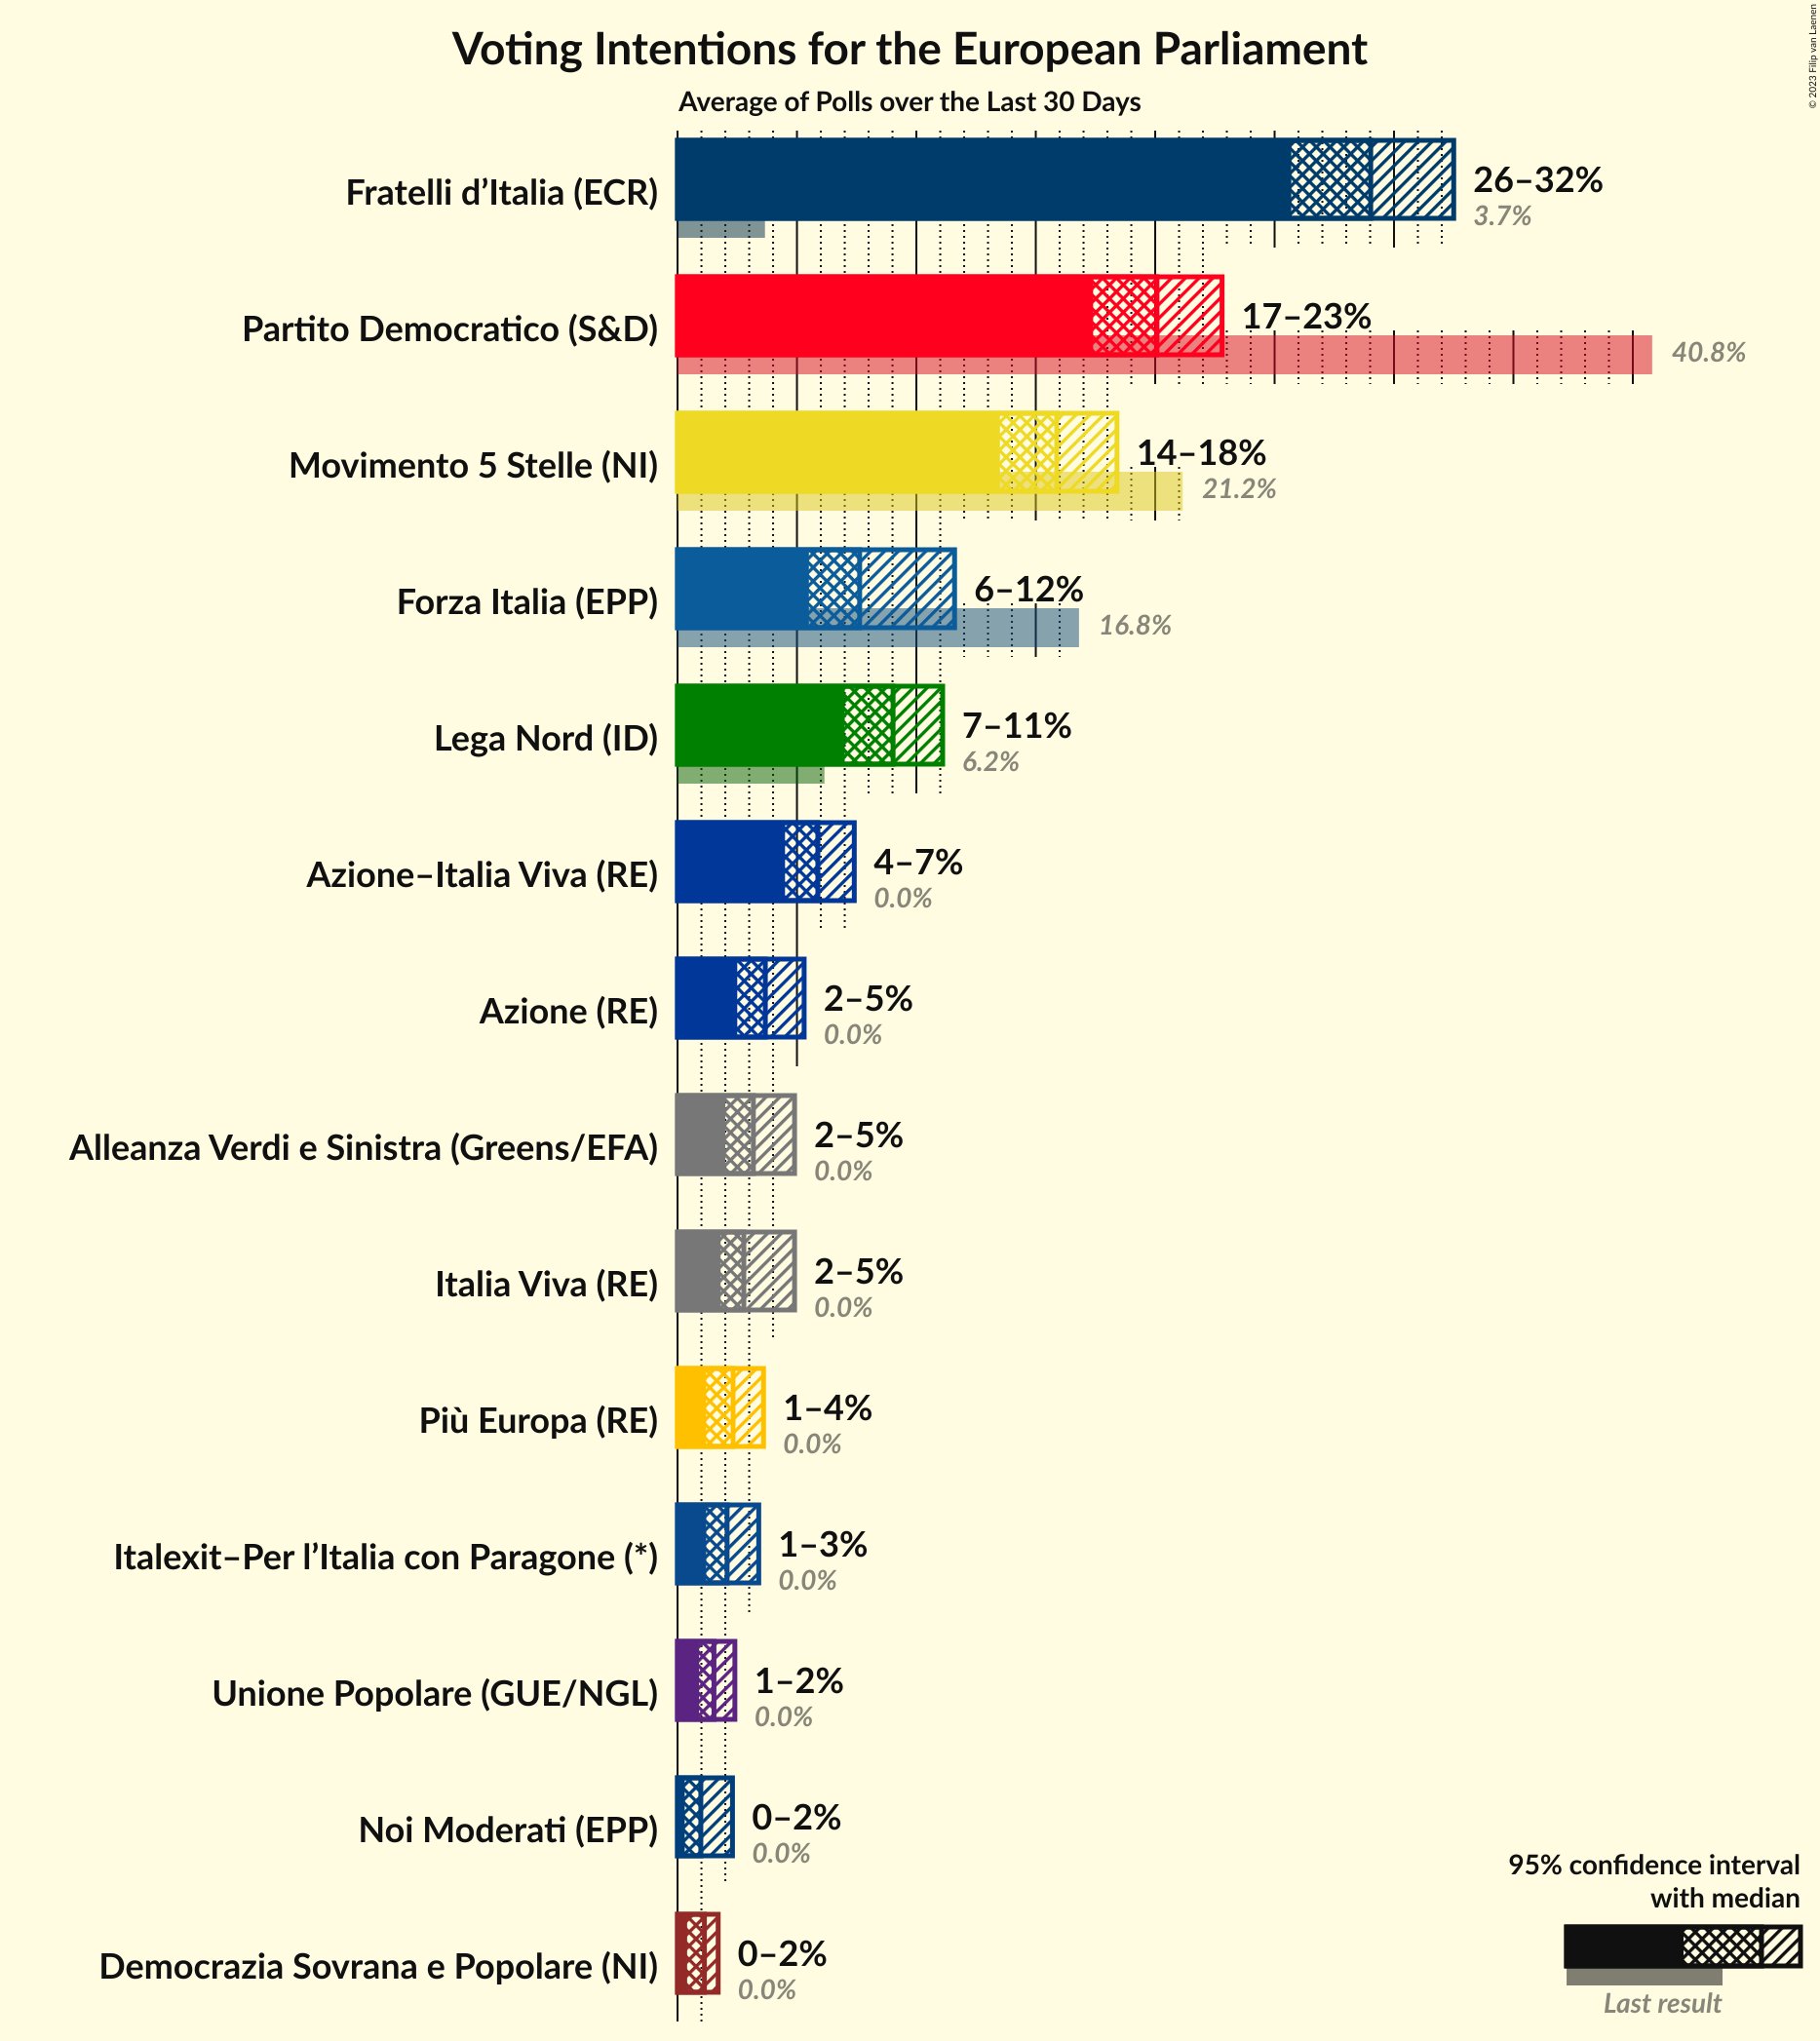 © 2023 Filip van Laenen
Voting Intentions for the European Parliament
Average of Polls over the Last 30 Days
Fratelli d’Italia (ECR)
26–32%
3.7%
Partito Democratico (S&D)
17–23%
40.8%
Movimento 5 Stelle (NI)
14–18%
21.2%
Forza Italia (EPP)
6–12%
16.8%
Lega Nord (ID)
7–11%
6.2%
Azione–Italia Viva (RE)
4–7%
0.0%
Azione (RE)
2–5%
0.0%
Alleanza Verdi e Sinistra (Greens/EFA)
2–5%
0.0%
Italia Viva (RE)
2–5%
0.0%
Più Europa (RE)
1–4%
0.0%
Italexit–Per l’Italia con Paragone (*)
1–3%
0.0%
Unione Popolare (GUE/NGL)
1–2%
0.0%
Noi Moderati (EPP)
0–2%
0.0%
Democrazia Sovrana e Popolare (NI)
0–2%
0.0%
95% confidence interval
with median
Last result